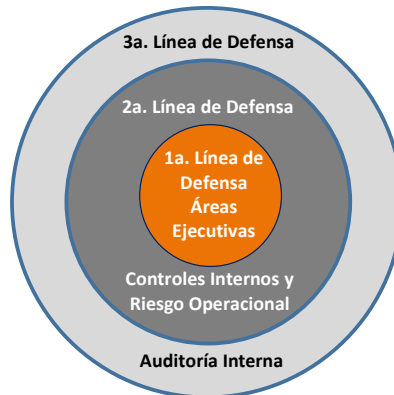 3a. Línea de Defensa
2a. Línea de Defensa
1a. Línea de
Defensa
Áreas
Ejecutivas
Controles Internos y
Riesgo Operacional
Auditoría Interna